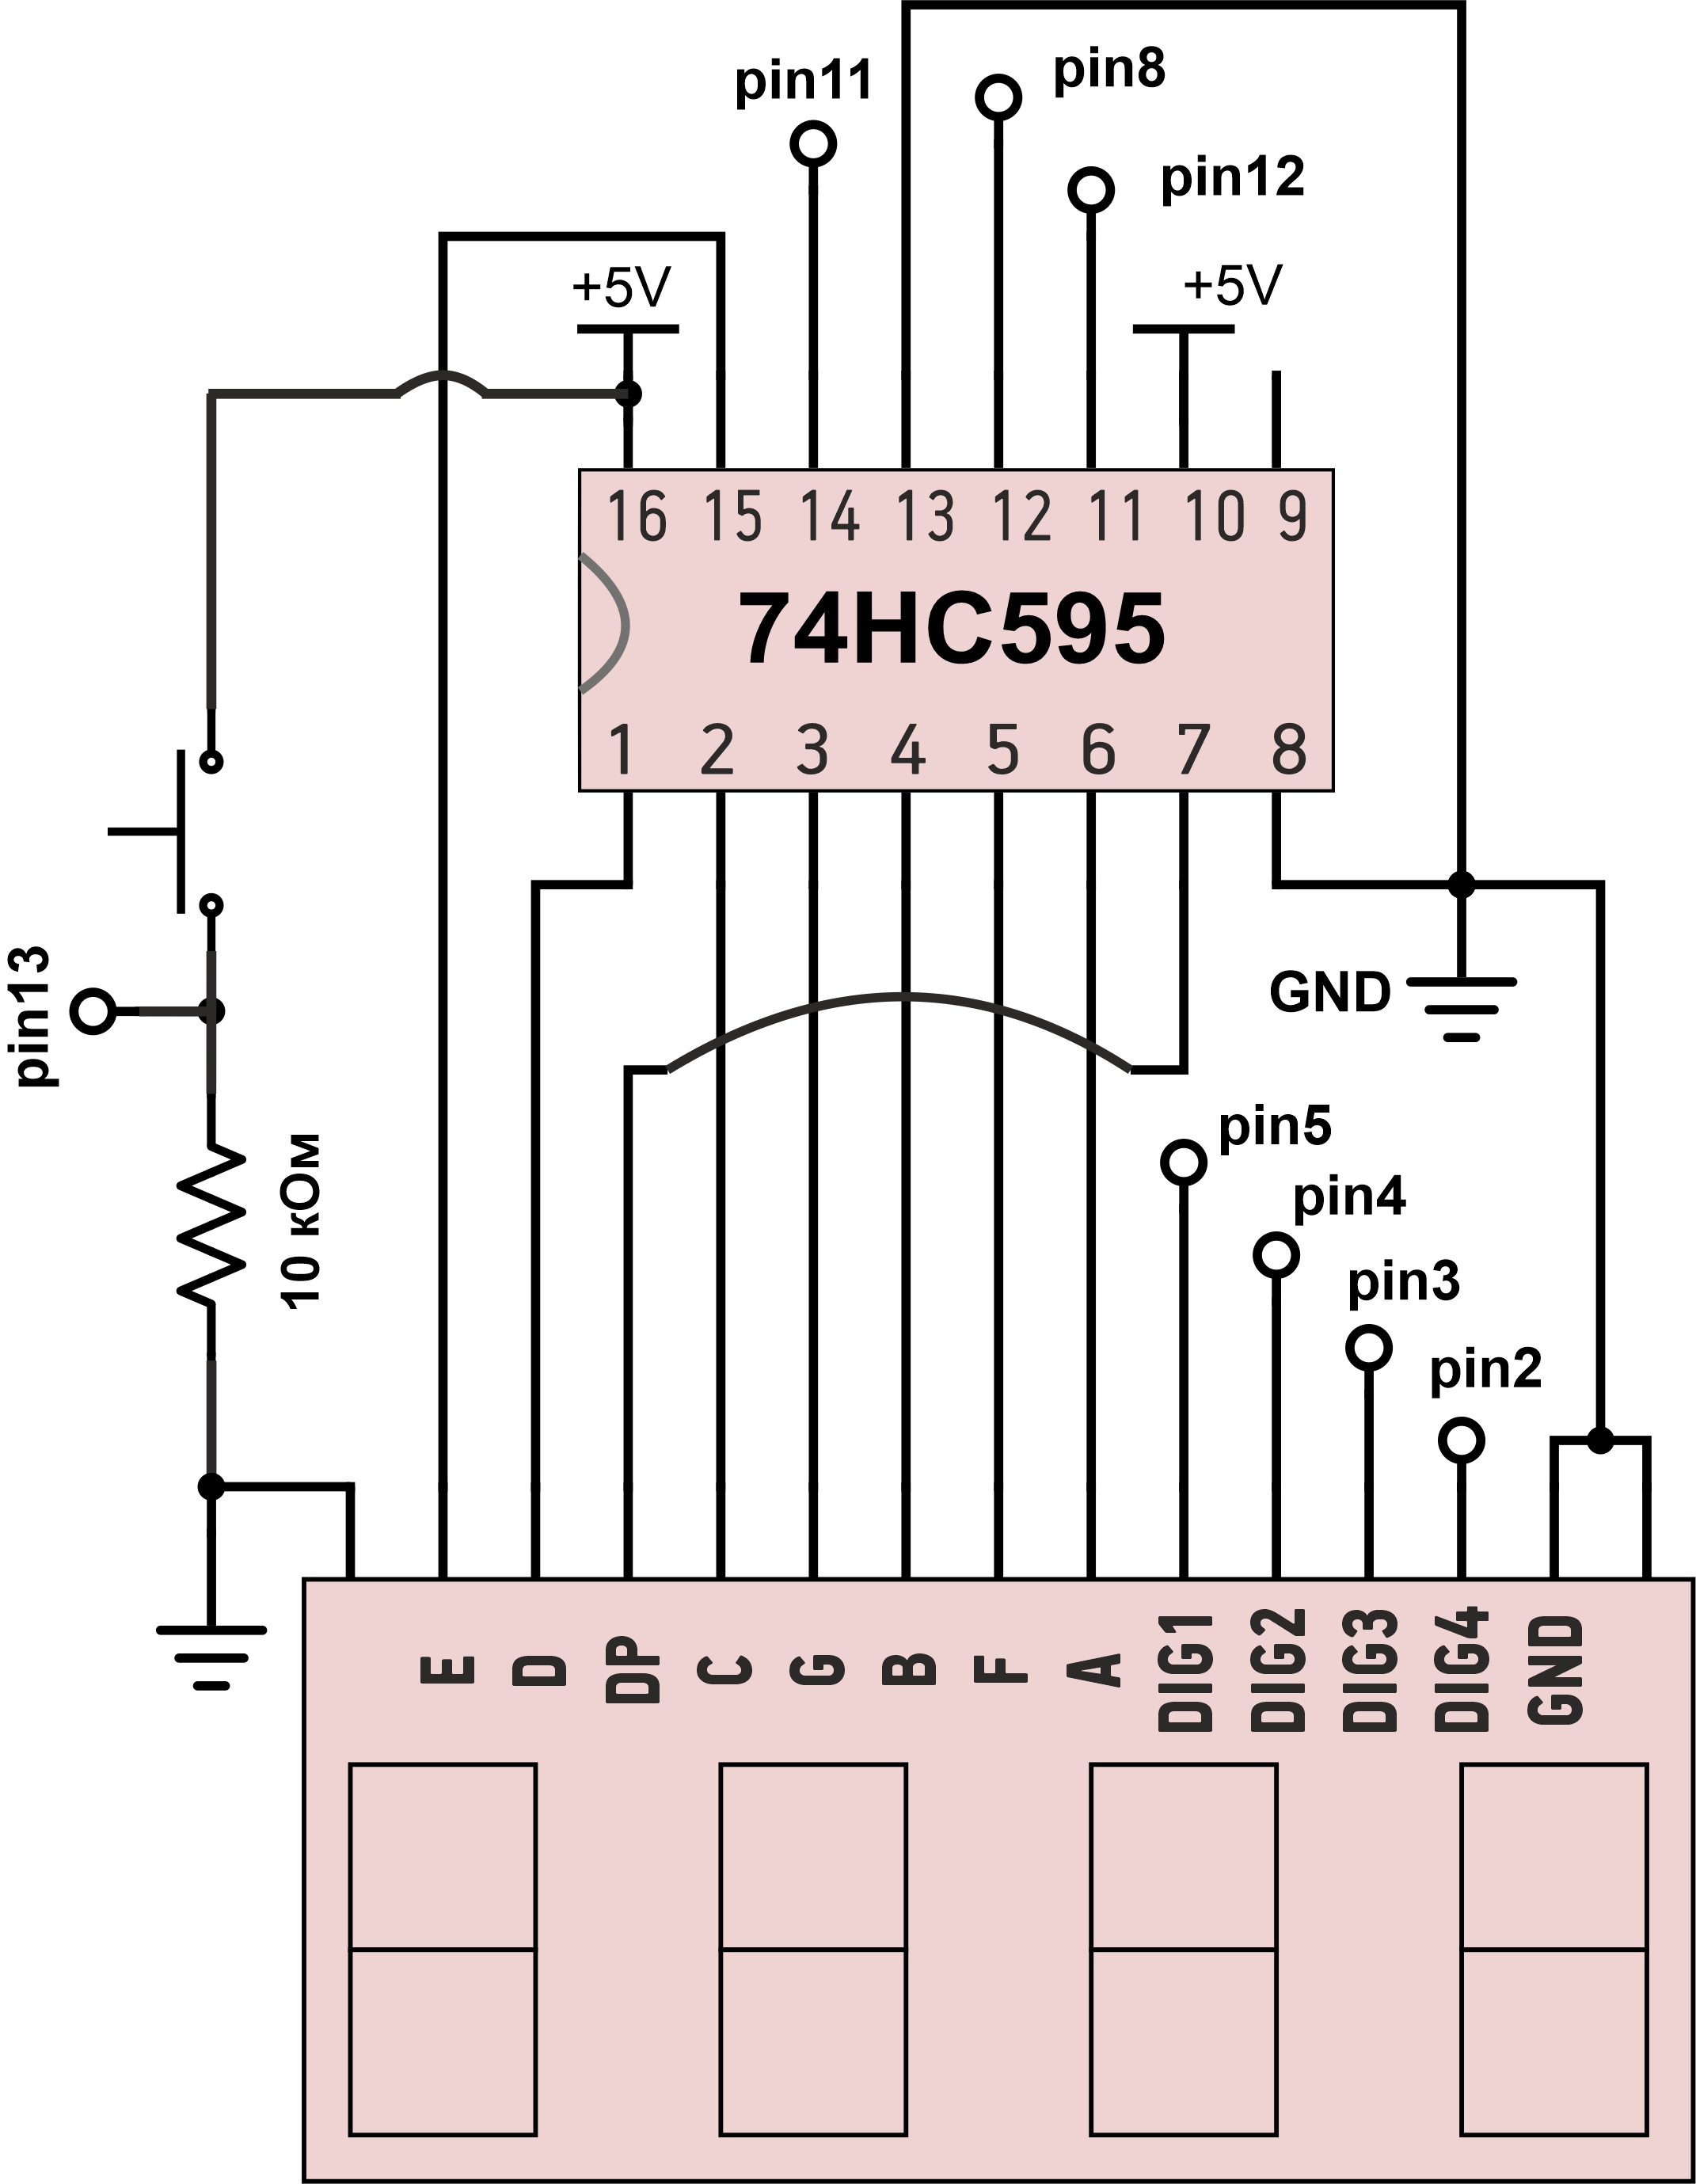 pin11
pin8
pin12
+5V
+5V
16 15 14 13 12 11 10 9
74HC595
1 2 3 4 5 6 7 8
pin13
GND
10 кОм
pin5
pin4
pin3
pin2
E D DP C G B F A DIG1 DIG2 DIG3 DIG4 GND